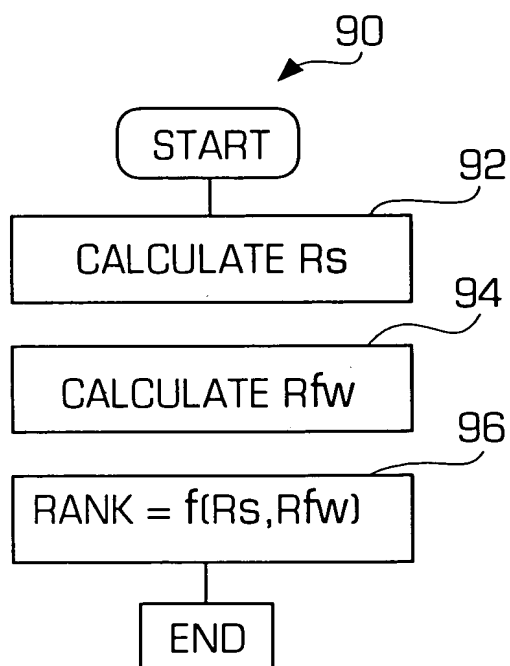 90
START
92
CALCULATE Rs
94
CALCULATE Rfw
96
RANK = f(Rs,Rfw)
END